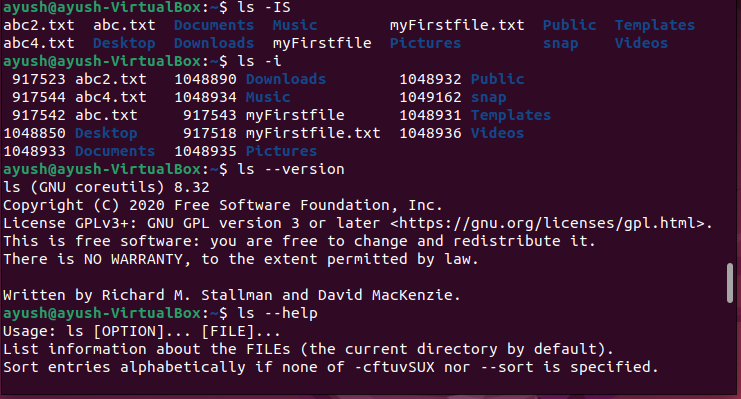 ayush@ayush-VirtualBox:~$ ls -IS
abc2.txt  abc.txt  Documents  Music         myFirstfile.txt  Public  Templates
abc4.txt  Desktop  Downloads  myFirstfile   Pictures         snap    Videos
ayush@ayush-VirtualBox:~$ ls -i
 917523 abc2.txt   1048890 Downloads        1048932 Public
 917544 abc4.txt   1048934 Music            1049162 snap
 917542 abc.txt     917543 myFirstfile      1048931 Templates
1048850 Desktop     917518 myFirstfile.txt  1048936 Videos
1048933 Documents  1048935 Pictures
ayush@ayush-VirtualBox:~$ ls --version
ls (GNU coreutils) 8.32
Copyright (C) 2020 Free Software Foundation, Inc.
License GPLv3+: GNU GPL version 3 or later <https://gnu.org/licenses/gpl.html>.
This is free software: you are free to change and redistribute it.
There is NO WARRANTY, to the extent permitted by law.

Written by Richard M. Stallman and David MacKenzie.
ayush@ayush-VirtualBox:~$ ls --help
Usage: ls [OPTION]... [FILE]...
List information about the FILEs (the current directory by default).
Sort entries alphabetically if none of -cftuvSUX nor --sort is specified.